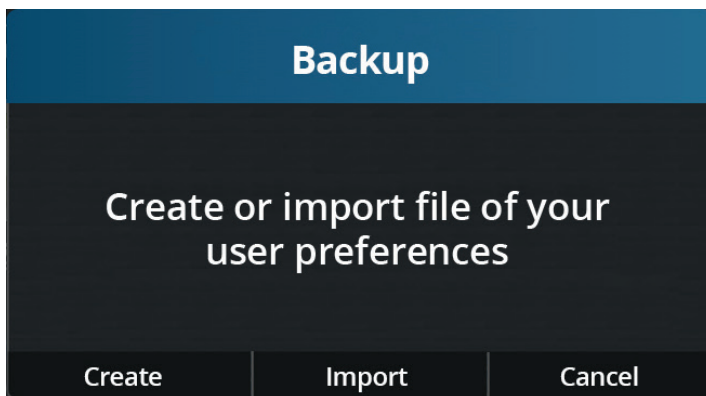 Backup
Create or import file of your
user preferences
Create Import Cancel